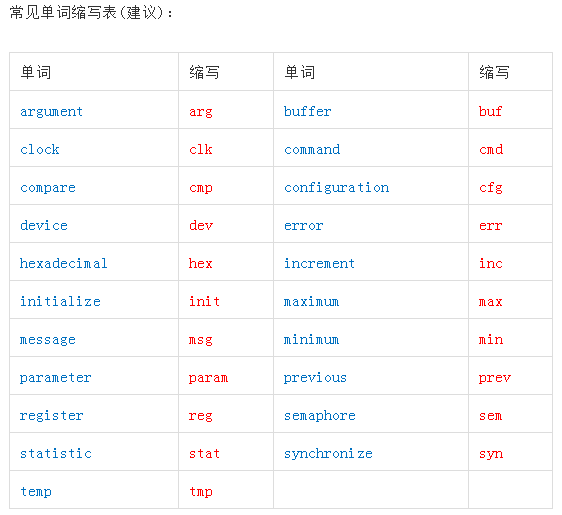 常见单词缩写表(建议):
单词 缩写 单词 缩写
argument arg buffer buf
clock clk command cmd
compare cmp configuration cfg
device dev error err
hexadecimal hex increment inc
initialize init maximum max
message msg minimum min
parameter param previous prev
register reg semaphore sem
statistic stat synchronize syn
temp tmp